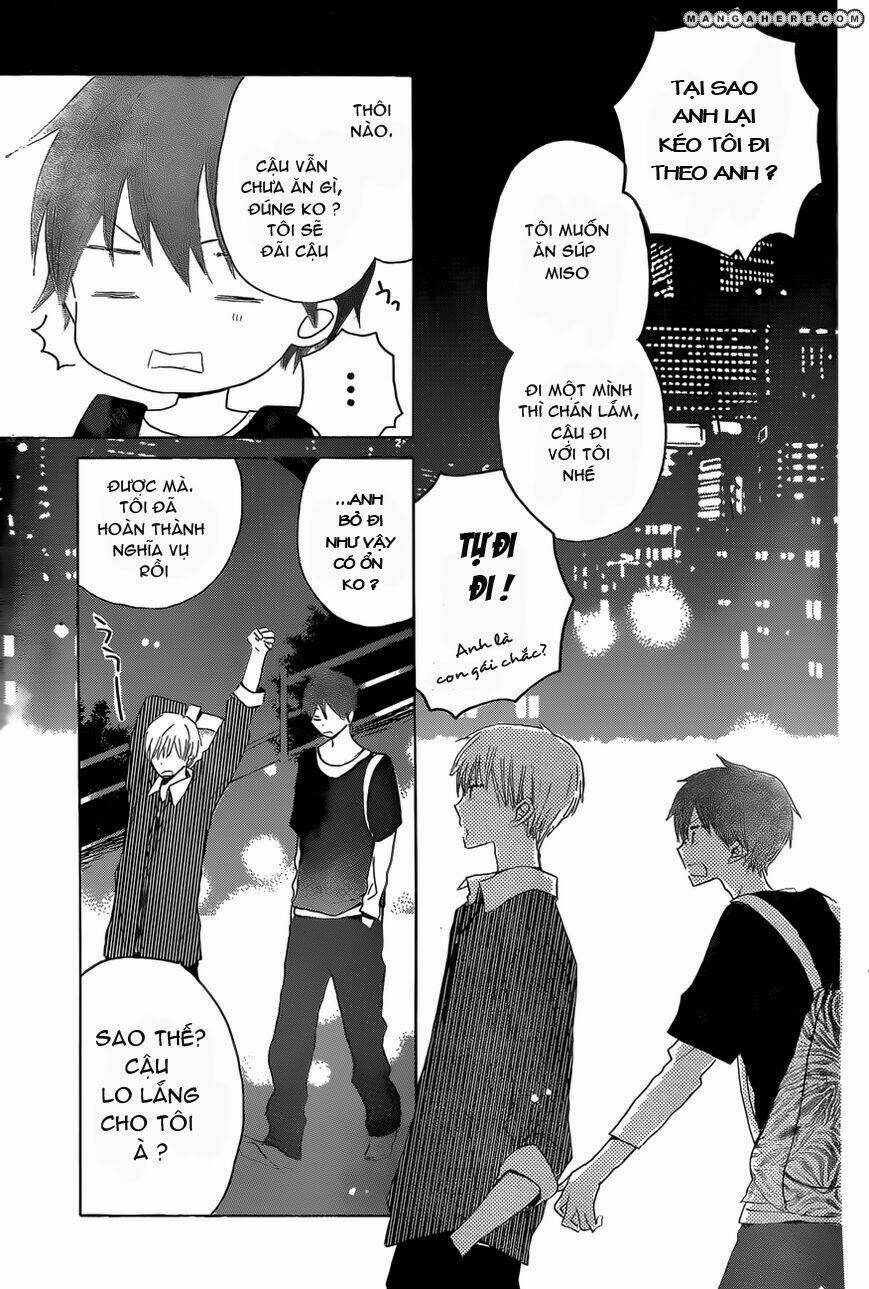 MANGAHERE.COM
TẠI SAO
ANH LẠI
KÉO TÔI ĐI
THEO ANH ?
TÔI MUỐN
ĂN SÚP
MISO
ĐI MỘT MÌNH
THÌ CHÁN LẮM,
CẬU ĐI
VỚI TÔI
NHÉ
TỰ ĐI
ĐI !
Anh là
con gái chắc?
THÔI
NÀO.
CẬU VẪN
CHƯA ĂN GÌ,
ĐÚNG KO ?
TÔI SẼ
ĐÃI CẬU
...
...ANH
BỎ ĐI
NHƯ VẬY
CÓ ỔN
KO ?
ĐƯỢC MÀ.
TÔI ĐÃ
HOÀN THÀNH
NGHĨA VỤ
RỒI
SAO THẾ?
CẬU
LO LẮNG
CHO TÔI
À ?